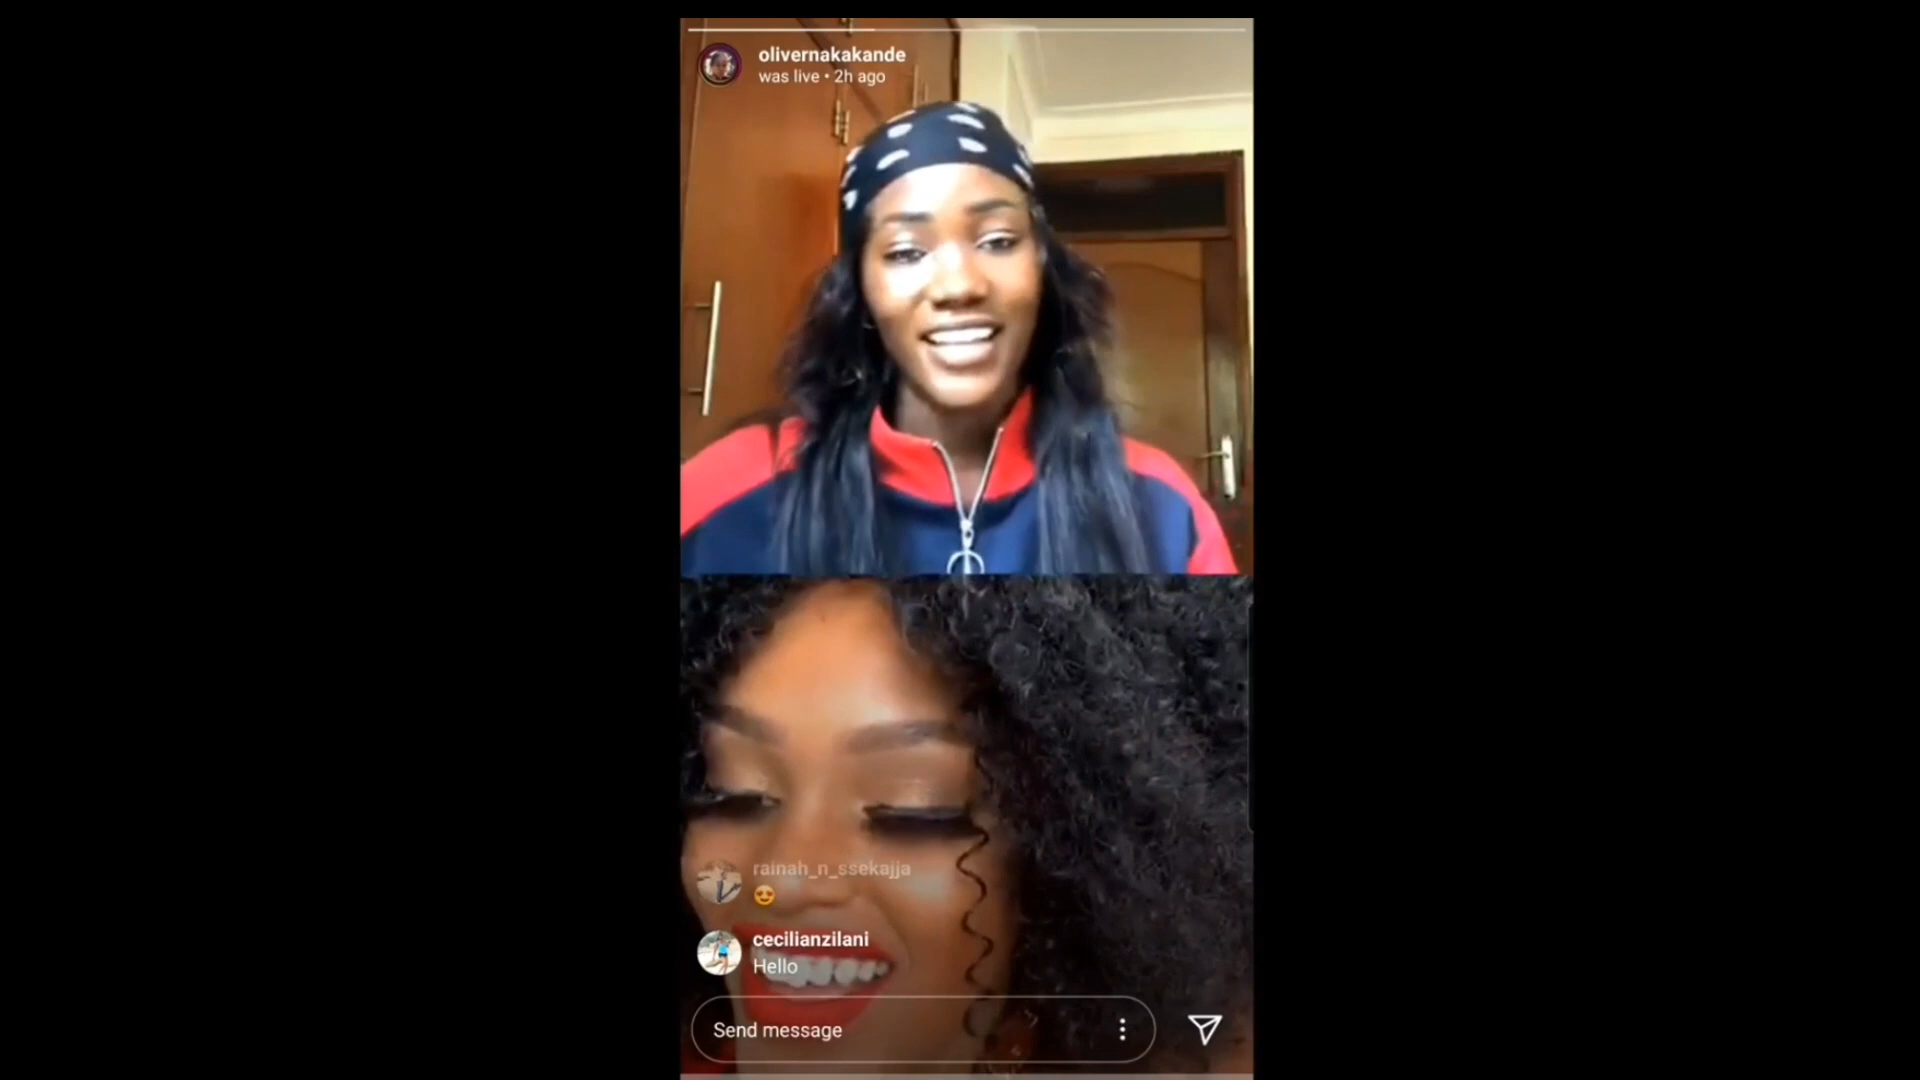 olivernakakande
was live • 2h ago
rainah_n_ssekajja
😍
cecilianzilani
Hello
Send message